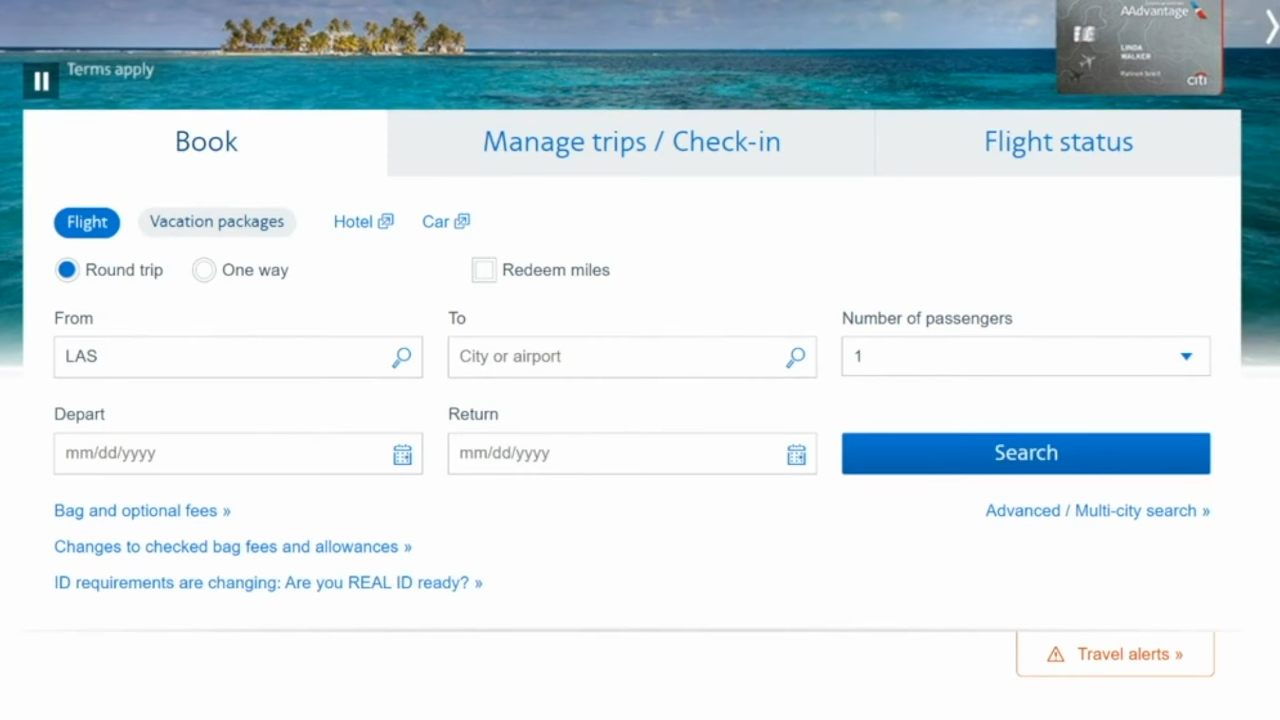 AAdvantage
LINDA
WALKER
citi
Terms apply
Book
Manage trips / Check-in
Flight status
Flight
Vacation packages
Hotel
Car
Round trip
One way
Redeem miles
From
To
Number of passengers
LAS
City or airport
1
Depart
Return
mm/dd/yyyy
mm/dd/yyyy
Search
Bag and optional fees »
Advanced / Multi-city search »
Changes to checked bag fees and allowances »
ID requirements are changing: Are you REAL ID ready? »
Travel alerts »